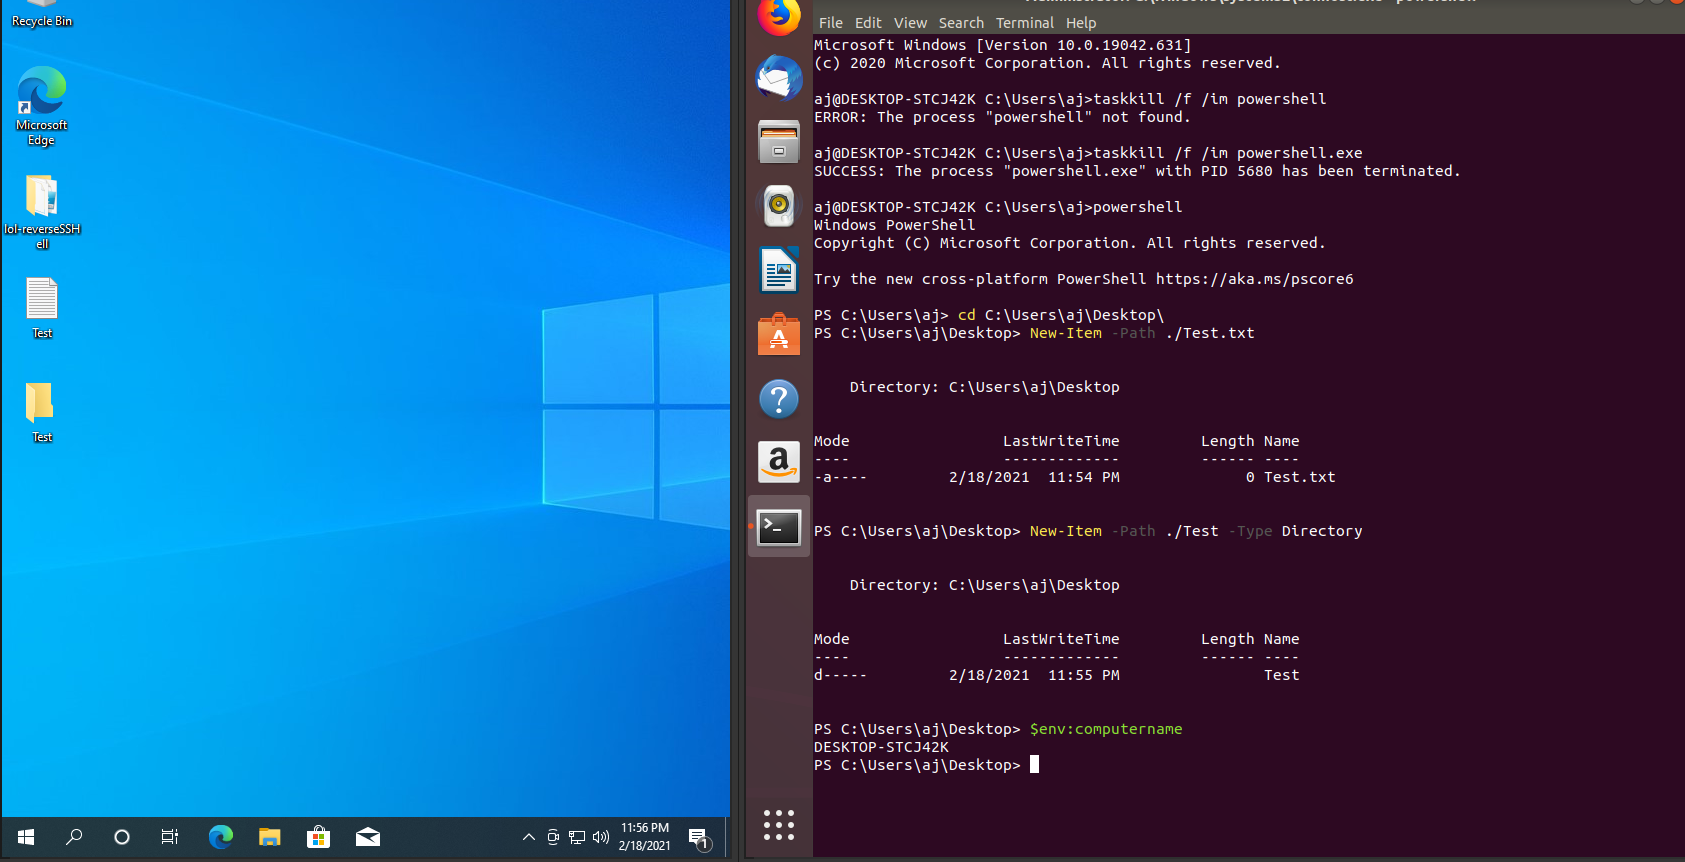 Recycle Bin
Microsoft
Edge
lol-reverseSSH
ell
Test
Test
11:56 PM
2/18/2021
1
File Edit View Search Terminal Help
Microsoft Windows [Version 10.0.19042.631]
(c) 2020 Microsoft Corporation. All rights reserved.
aj@DESKTOP-STCJ42K C:\Users\aj>taskkill /f /im powershell
ERROR: The process "powershell" not found.
aj@DESKTOP-STCJ42K C:\Users\aj>taskkill /f /im powershell.exe
SUCCESS: The process "powershell.exe" with PID 5680 has been terminated.
aj@DESKTOP-STCJ42K C:\Users\aj>powershell
Windows PowerShell
Copyright (C) Microsoft Corporation. All rights reserved.
Try the new cross-platform PowerShell https://aka.ms/pscore6
PS C:\Users\aj> cd C:\Users\aj\Desktop\
PS C:\Users\aj\Desktop> New-Item -Path ./Test.txt
Directory: C:\Users\aj\Desktop
Mode LastWriteTime Length Name
---- ------------- ------ ----
-a---- 2/18/2021 11:54 PM 0 Test.txt
PS C:\Users\aj\Desktop> New-Item -Path ./Test -Type Directory
Directory: C:\Users\aj\Desktop
Mode LastWriteTime Length Name
---- ------------- ------ ----
d----- 2/18/2021 11:55 PM Test
PS C:\Users\aj\Desktop> $env:computername
DESKTOP-STCJ42K
PS C:\Users\aj\Desktop>